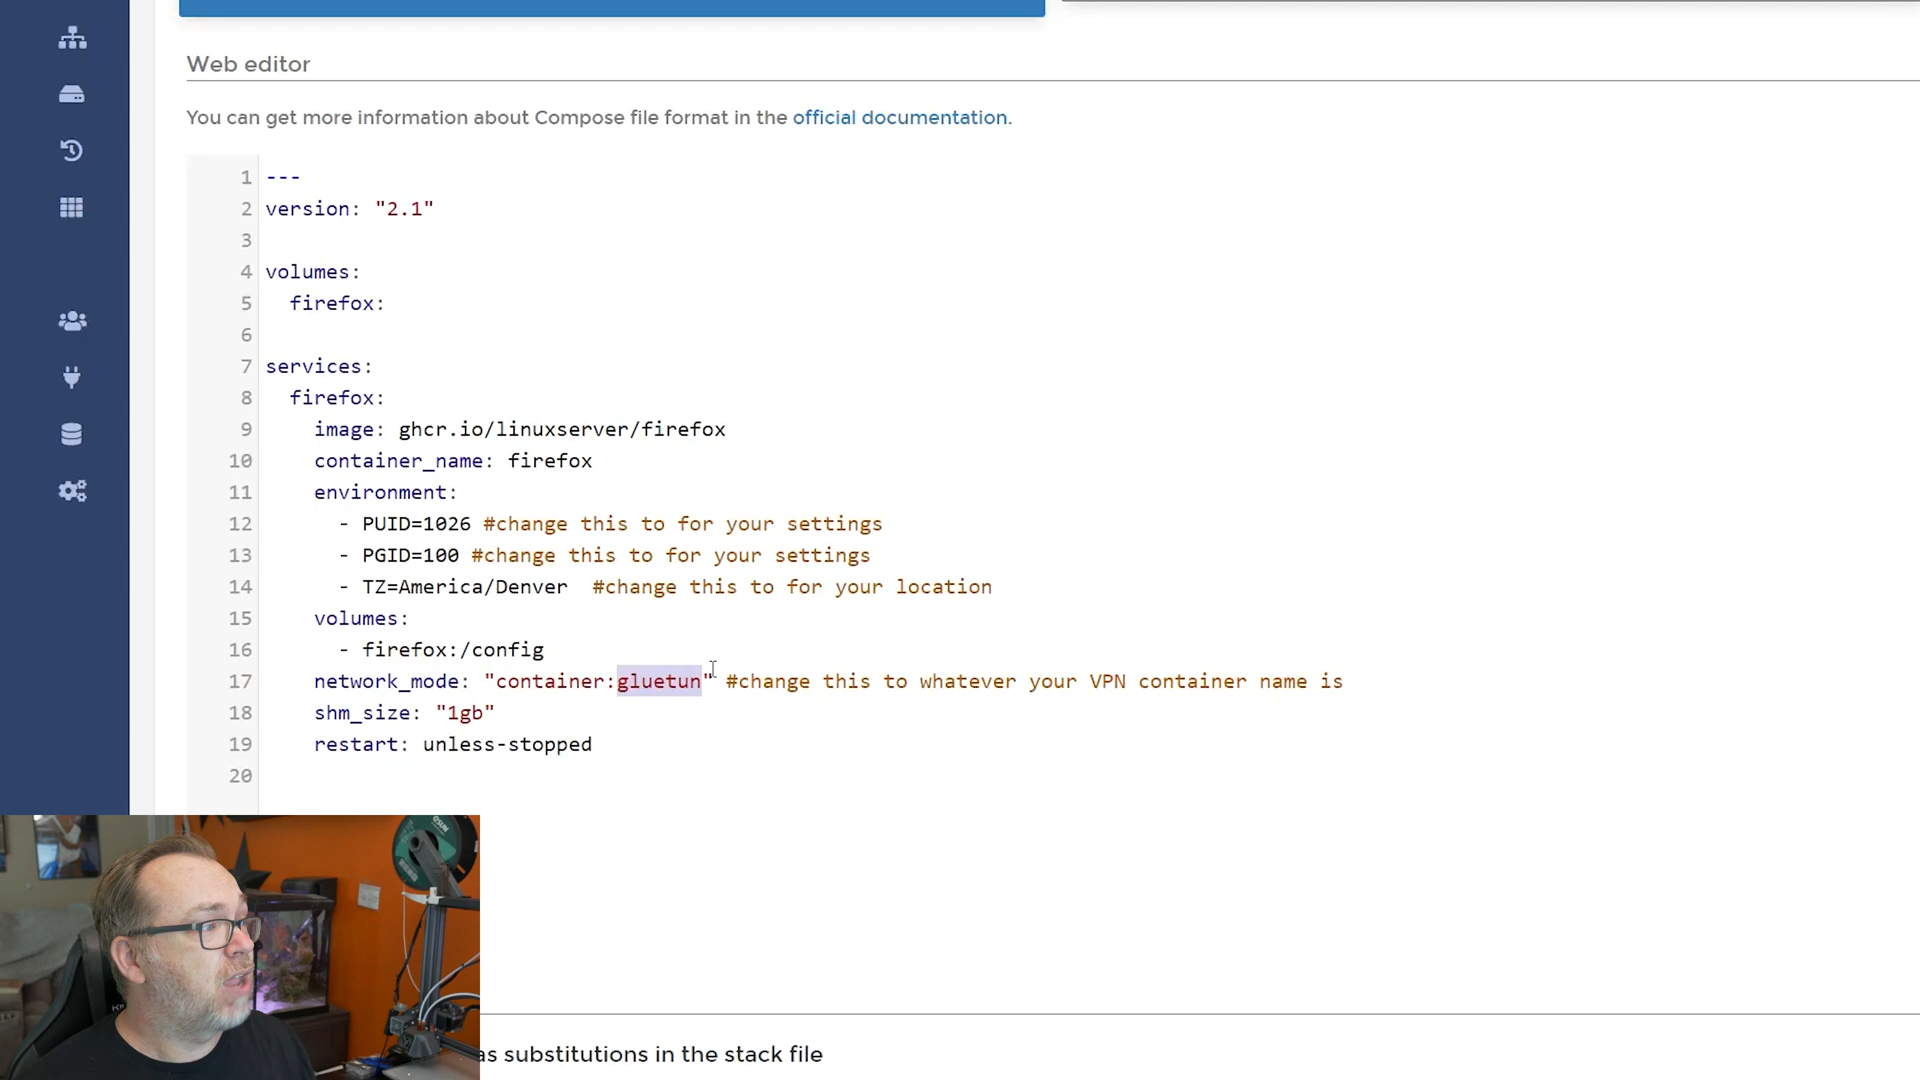 Web editor
You can get more information about Compose file format in the official documentation.
1 ---
2 version: "2.1"
3
4 volumes:
5   firefox:
6
7 services:
8   firefox:
9     image: ghcr.io/linuxserver/firefox
10     container_name: firefox
11     environment:
12       - PUID=1026 #change this to for your settings
13       - PGID=100 #change this to for your settings
14       - TZ=America/Denver  #change this to for your location
15     volumes:
16       - firefox:/config
17     network_mode: "container:gluetun" #change this to whatever your VPN container name is
18     shm_size: "1gb"
19     restart: unless-stopped
20
eSUN
as substitutions in the stack file